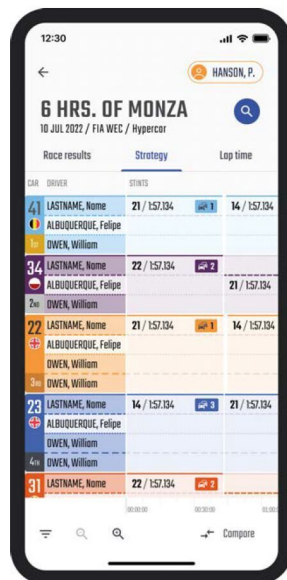 12:30
HANSON, P.
6 HRS. OF MONZA
10 JUL 2022 / FIA WEC / Hypercar
Race results Strategy Lap time
CAR DRIVER STINTS
41 LASTNAME, Name 21 / 1:57.134 1 14 / 1:57.134
ALBUQUERQUE, Felipe
1ST OWEN, William
34 LASTNAME, Name 22 / 1:57.134 2
ALBUQUERQUE, Felipe 21 / 1:57.134
2ND OWEN, William
22 LASTNAME, Name 21 / 1:57.134 1 14 / 1:57.134
ALBUQUERQUE, Felipe
OWEN, William
3RD OWEN, William
23 LASTNAME, Name 14 / 1:57.134 3 21 / 1:57.134
ALBUQUERQUE, Felipe
OWEN, William
4TH OWEN, William
31 LASTNAME, Name 22 / 1:57.134 2
00:00:00 00:30:00
Compare